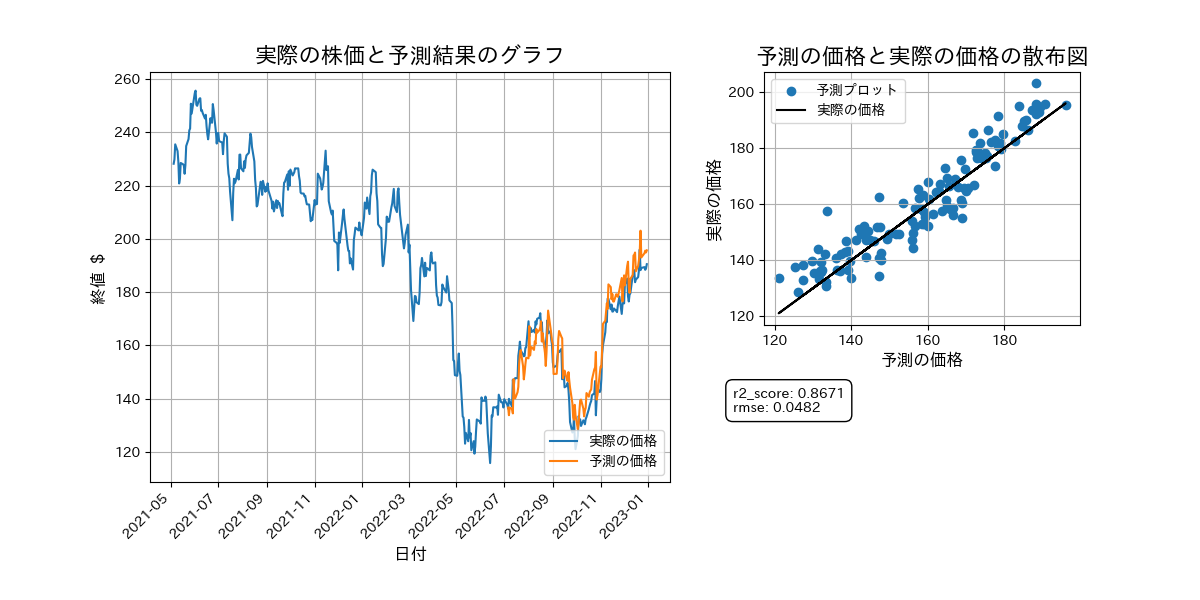 実際の株価と予測結果のグラフ
終値 $
260
240
220
200
180
160
140
120
2021-05
2021-07
2021-09
2021-11
2022-01
2022-03
2022-05
2022-07
2022-09
2022-11
2023-01
日付
実際の価格
予測の価格
予測の価格と実際の価格の散布図
予測プロット
実際の価格
実際の価格
200
180
160
140
120
120
140
160
180
予測の価格
r2_score: 0.8671
rmse: 0.0482